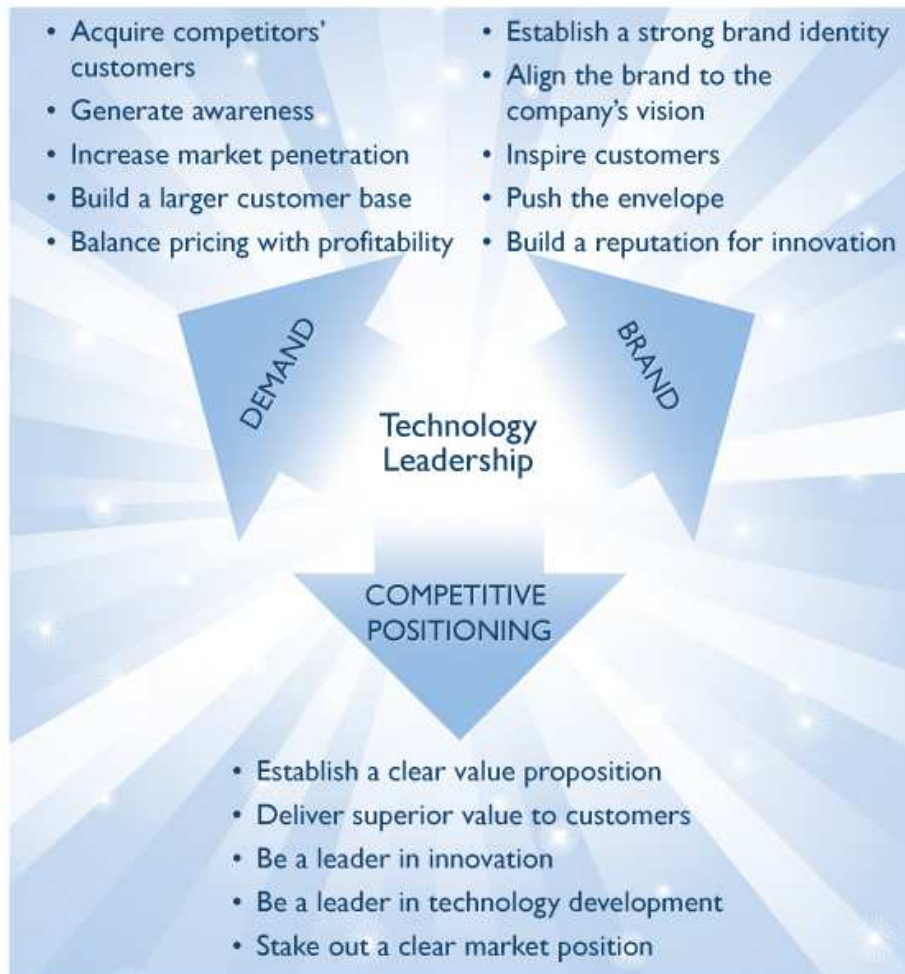 • Acquire competitors'
customers
• Generate awareness
• Increase market penetration
• Build a larger customer base
• Balance pricing with profitability
• Establish a strong brand identity
• Align the brand to the
company's vision
• Inspire customers
• Push the envelope
• Build a reputation for innovation
DEMAND
BRAND
Technology
Leadership
COMPETITIVE
POSITIONING
• Establish a clear value proposition
• Deliver superior value to customers
• Be a leader in innovation
• Be a leader in technology development
• Stake out a clear market position